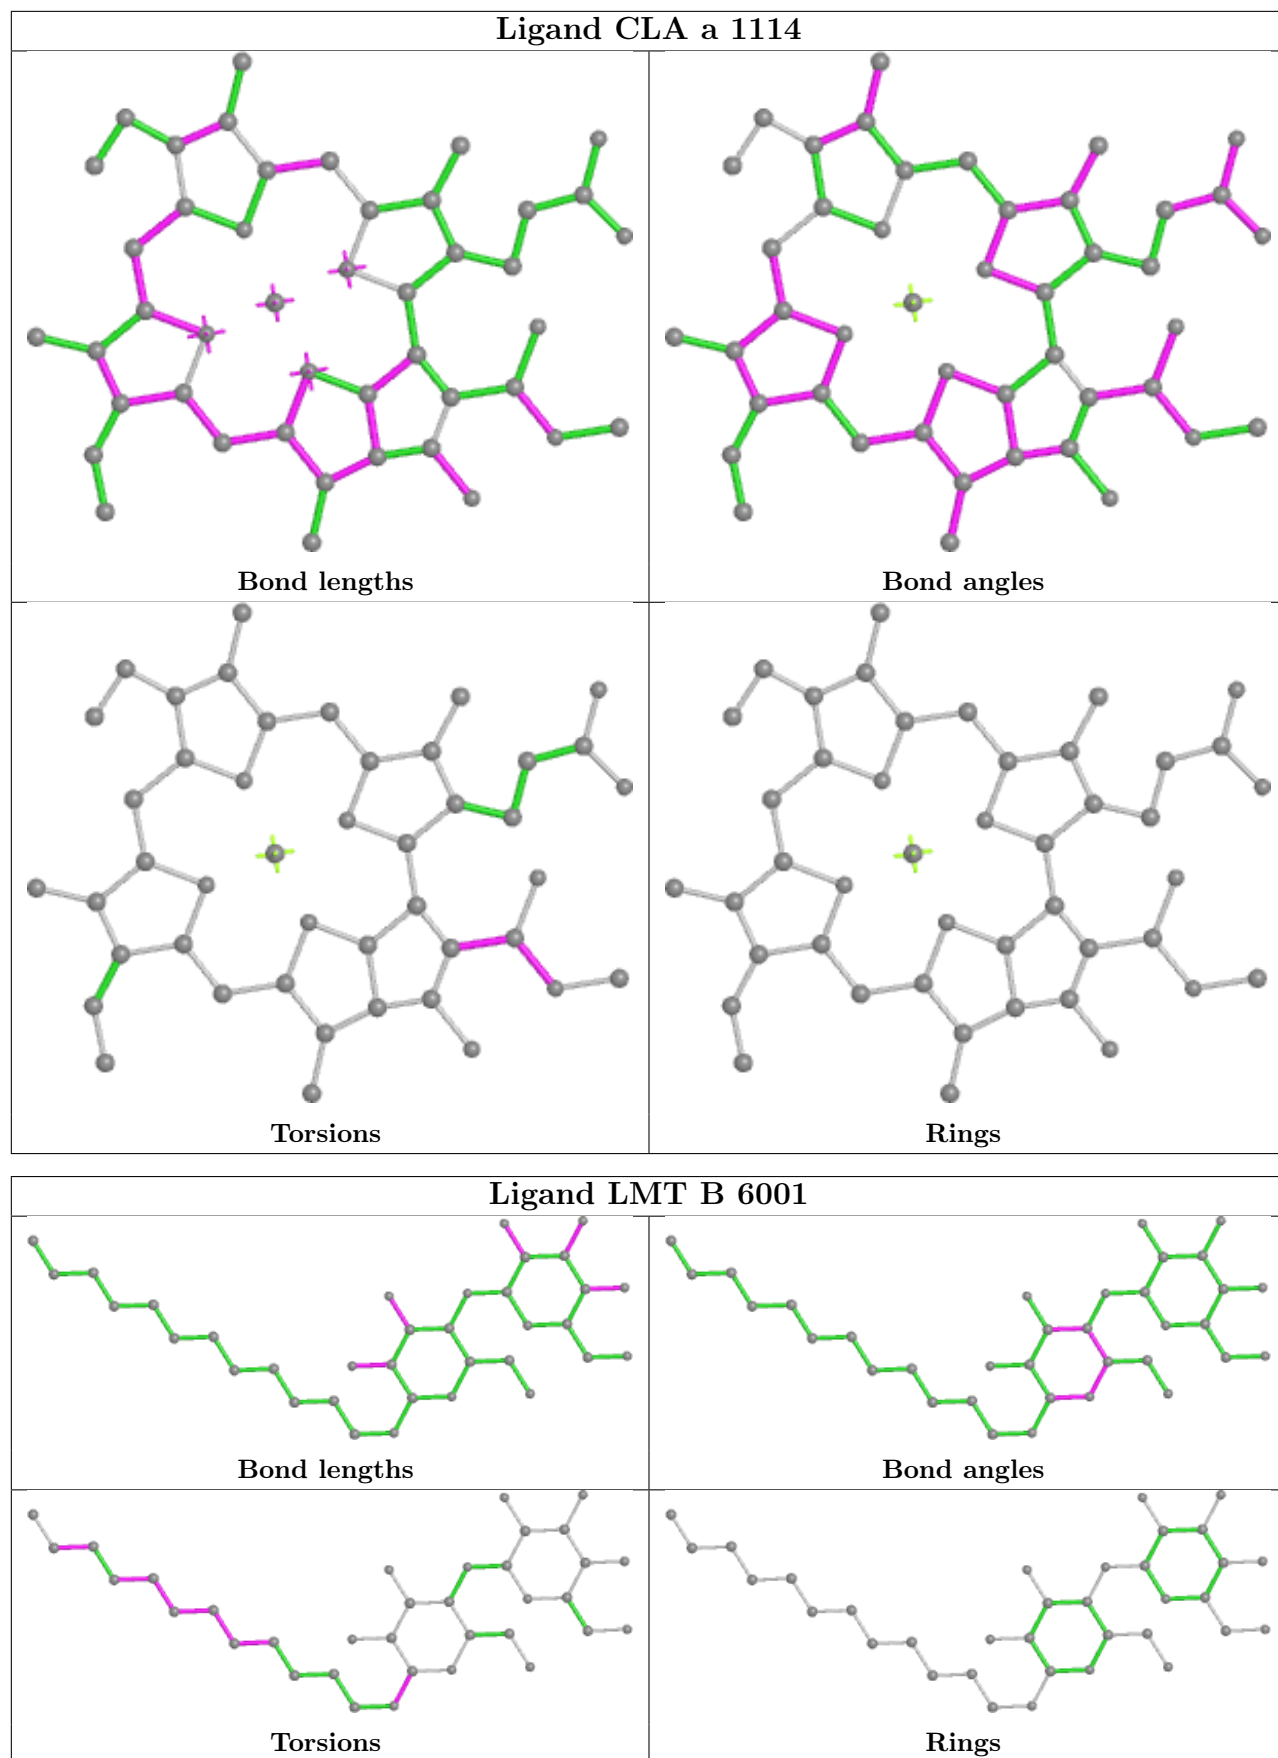 Ligand CLA a 1114
Bond lengths
Bond angles
Torsions
Rings
Ligand LMT B 6001
Bond lengths
Bond angles
Torsions
Rings